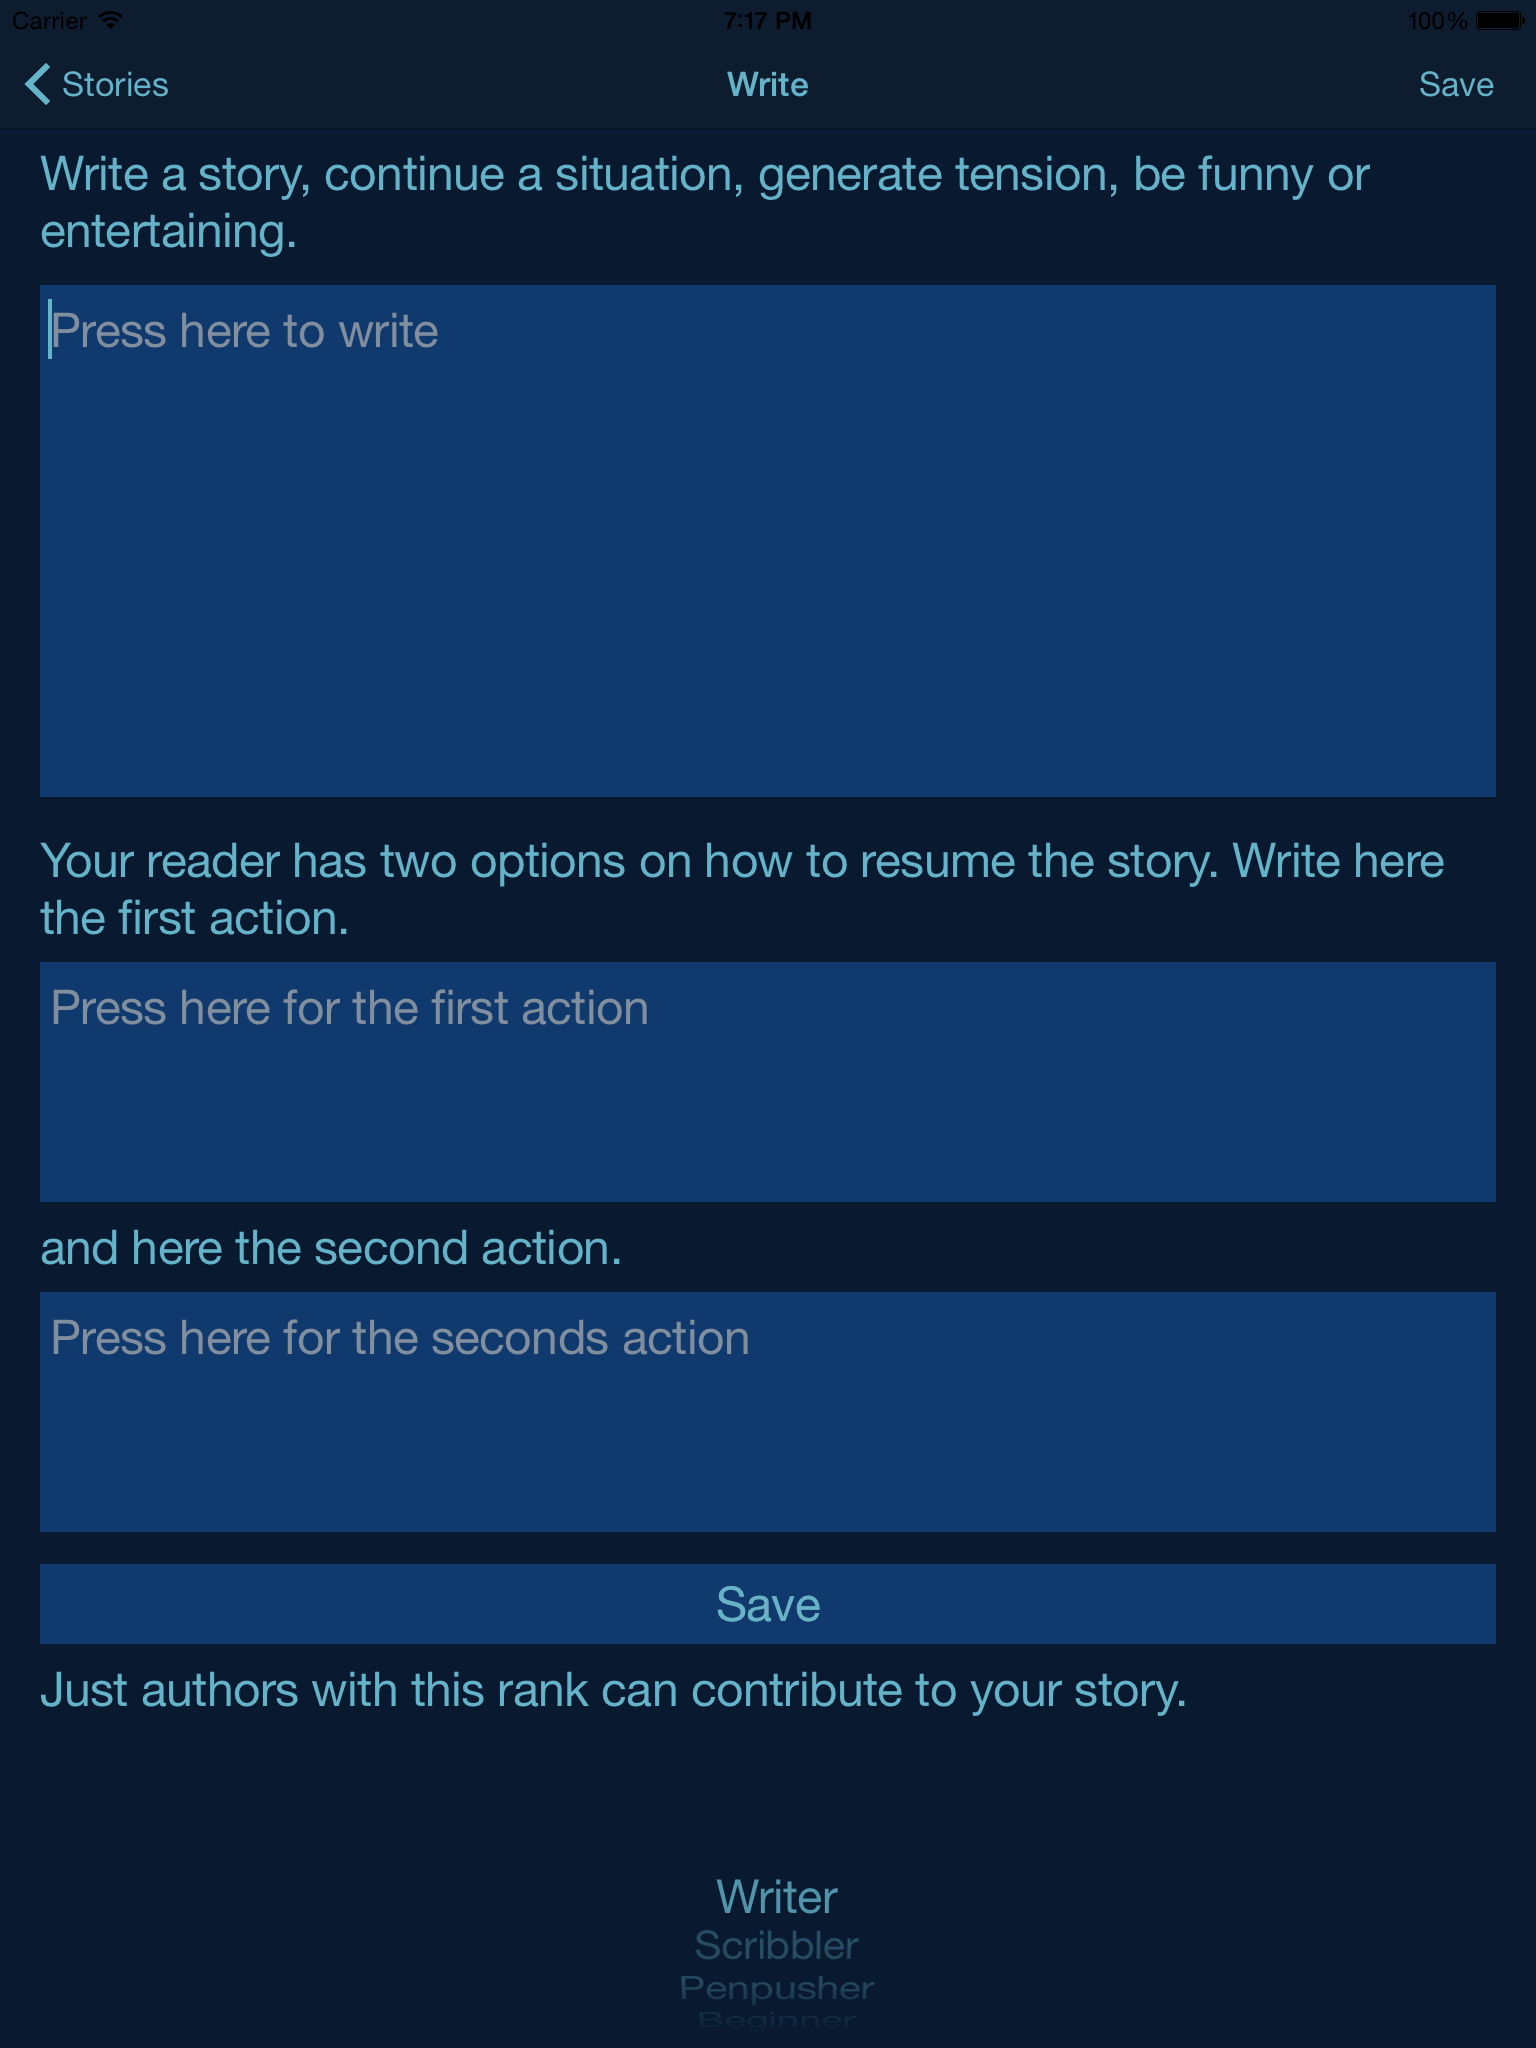 Carrier
7:17 PM
100%
Stories
Write
Save
Write a story, continue a situation, generate tension, be funny or
entertaining.
Press here to write
Your reader has two options on how to resume the story. Write here
the first action.
Press here for the first action
and here the second action.
Press here for the seconds action
Save
Just authors with this rank can contribute to your story.
Writer
Scribbler
Penpusher
Beginner